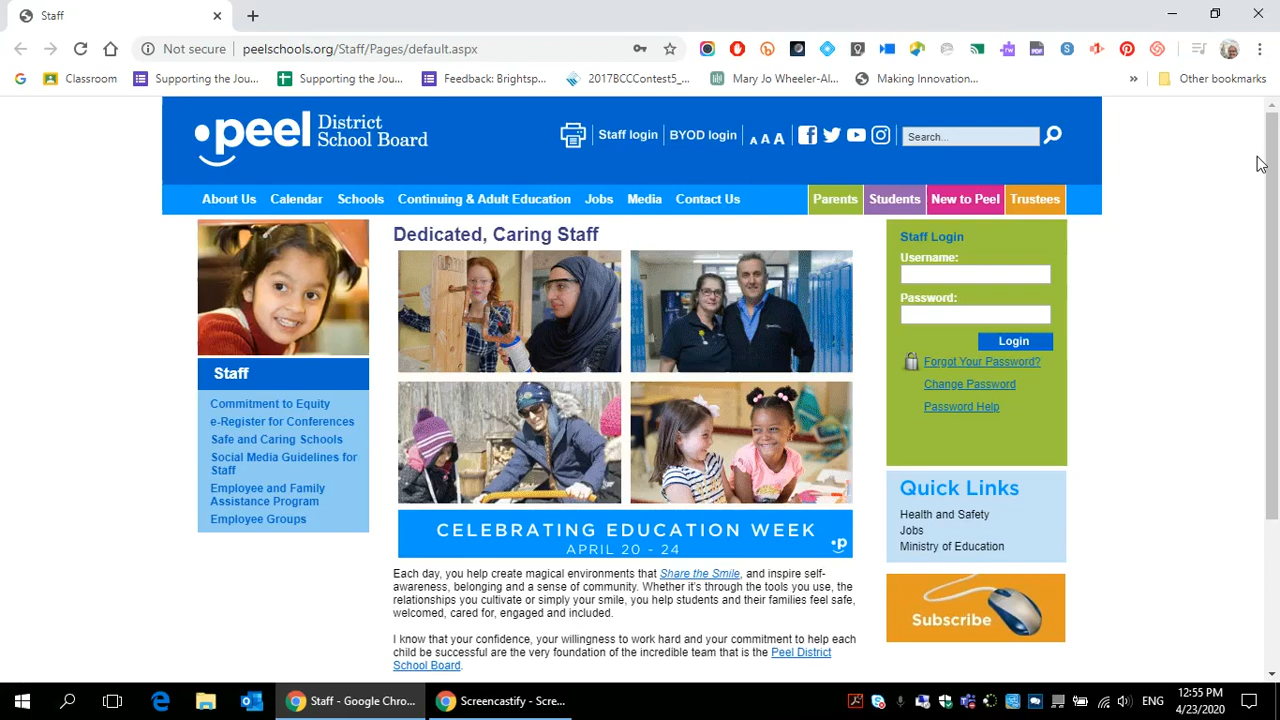 Staff
Not secure | peelschools.org/Staff/Pages/default.aspx
Classroom
Supporting the Jou...
Supporting the Jou...
Feedback: Brightsp...
2017BCCContest5_...
Mary Jo Wheeler-Al...
Making Innovation...
»
Other bookmarks
peel District
School Board
Staff login
BYOD login
A A A
Search...
About Us
Calendar
Schools
Continuing & Adult Education
Jobs
Media
Contact Us
Parents
Students
New to Peel
Trustees
Staff
Commitment to Equity
e-Register for Conferences
Safe and Caring Schools
Social Media Guidelines for
Staff
Employee and Family
Assistance Program
Employee Groups
Dedicated, Caring Staff
CELEBRATING EDUCATION WEEK
APRIL 20 - 24
Each day, you help create magical environments that Share the Smile, and inspire self-
awareness, belonging and a sense of community. Whether it's through the tools you use, the
relationships you cultivate or simply your smile, you help students and their families feel safe,
welcomed, cared for, engaged and included.
I know that your confidence, your willingness to work hard and your commitment to help each
child be successful are the very foundation of the incredible team that is the Peel District
School Board.
Staff Login
Username:
Password:
Login
Forgot Your Password?
Change Password
Password Help
Quick Links
Health and Safety
Jobs
Ministry of Education
Subscribe
Staff - Google Chro...
Screencastify - Scre...
ENG
12:55 PM
4/23/2020